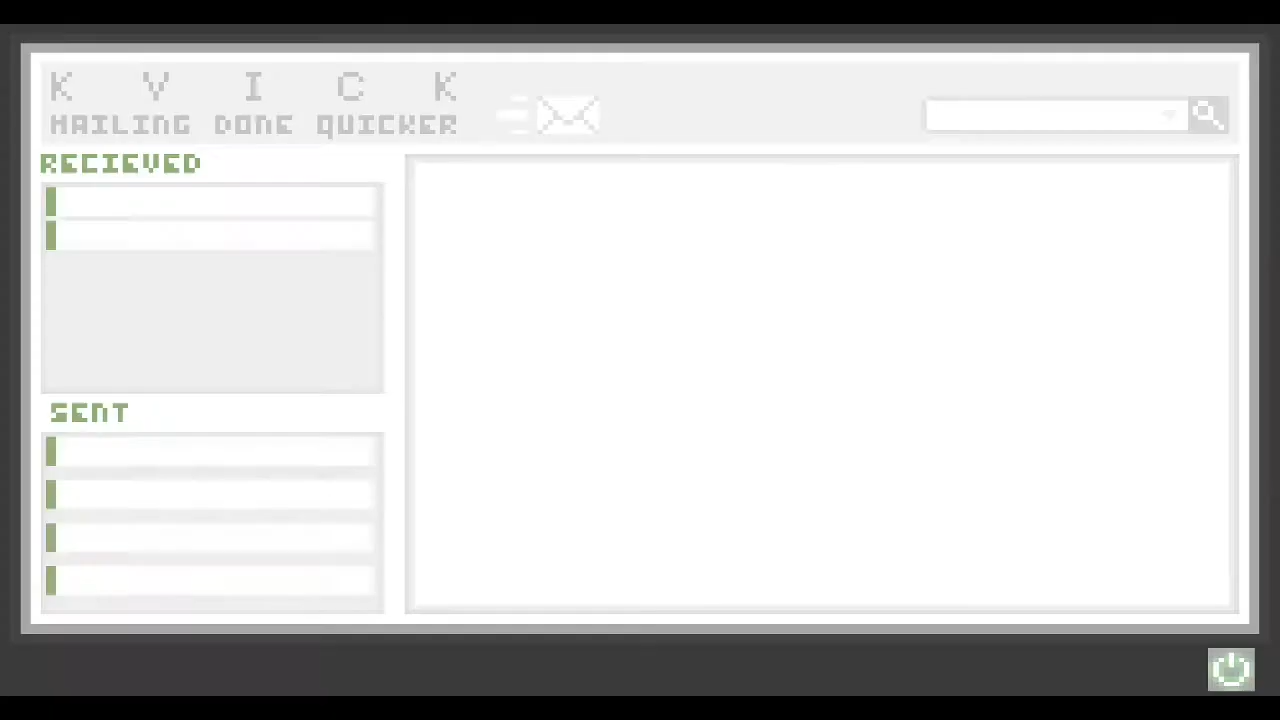 K V I C K
MAILING DONE QUICKER
RECIEVED
SENT